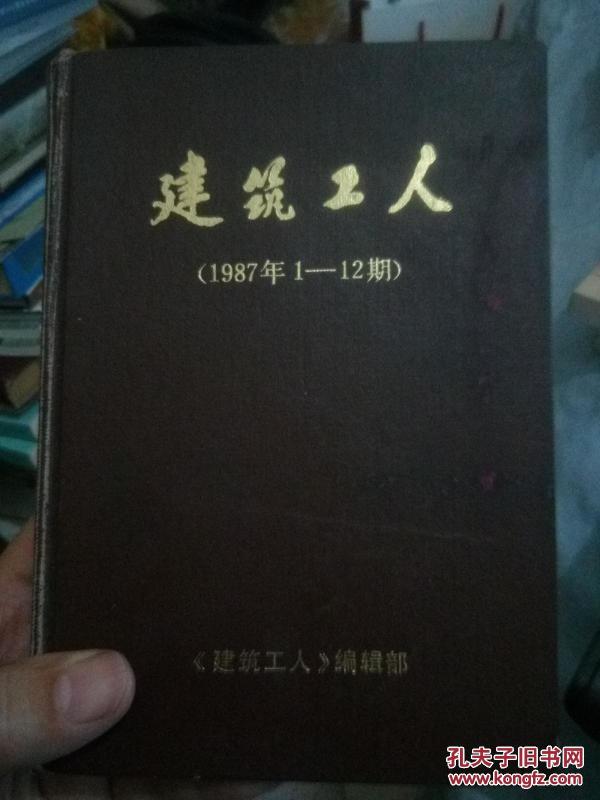 建筑工人
(1987年1—12期)
《建筑工人》编辑部
孔夫子旧书网
www.kongfz.com